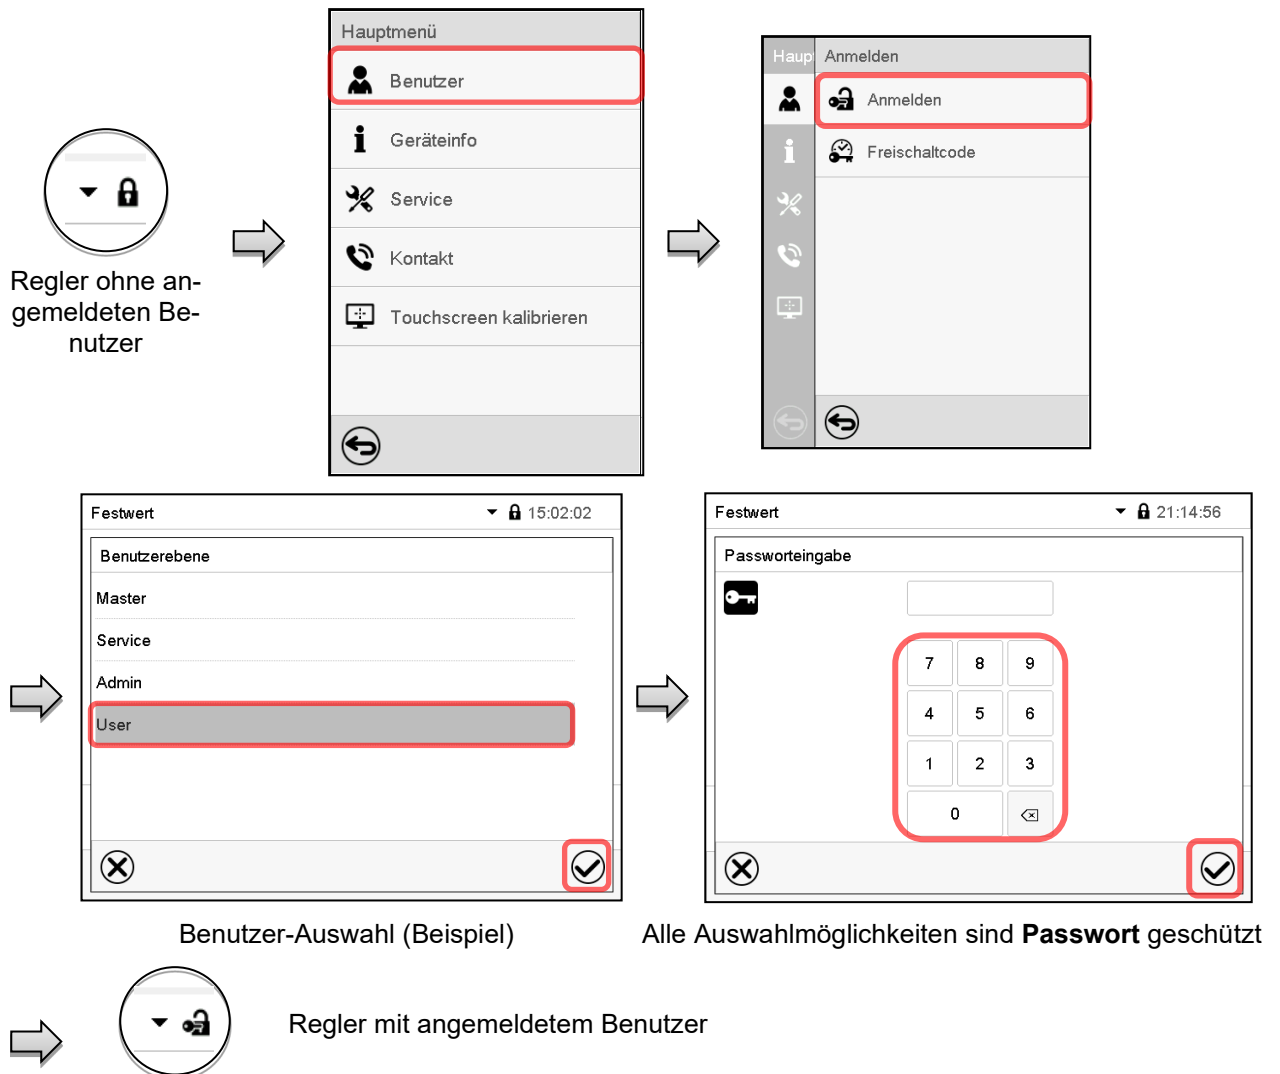 Hauptmenü
Benutzer
Geräteinfo
Service
Kontakt
Touchscreen kalibrieren
Haup
Anmelden
Anmelden
Freischaltcode
Regler ohne an-
gemeldeten Be-
nutzer
Festwert
15:02:02
Benutzerebene
Master
Service
Admin
User
Festwert
21:14:56
Passworteingabe
7 8 9
4 5 6
1 2 3
0
Benutzer-Auswahl (Beispiel)
Alle Auswahlmöglichkeiten sind Passwort geschützt
Regler mit angemeldetem Benutzer